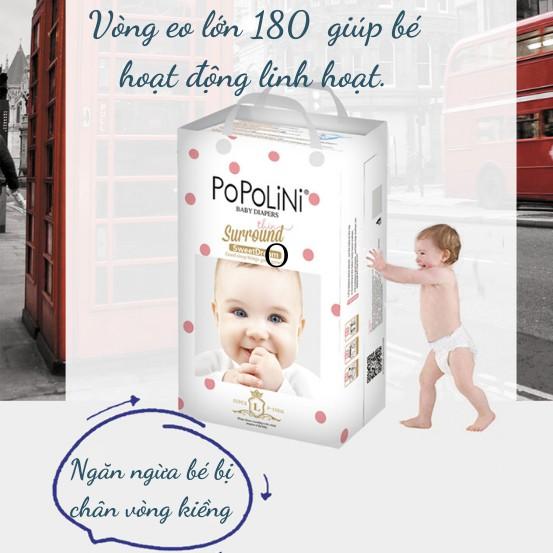 Vòng eo lớn 180 giúp bé
hoạt động linh hoạt.
PoPoLiNi®
BABY DIAPERS
thin
Surround
O
L
Ngăn ngừa bé bị
chân vòng kiềng